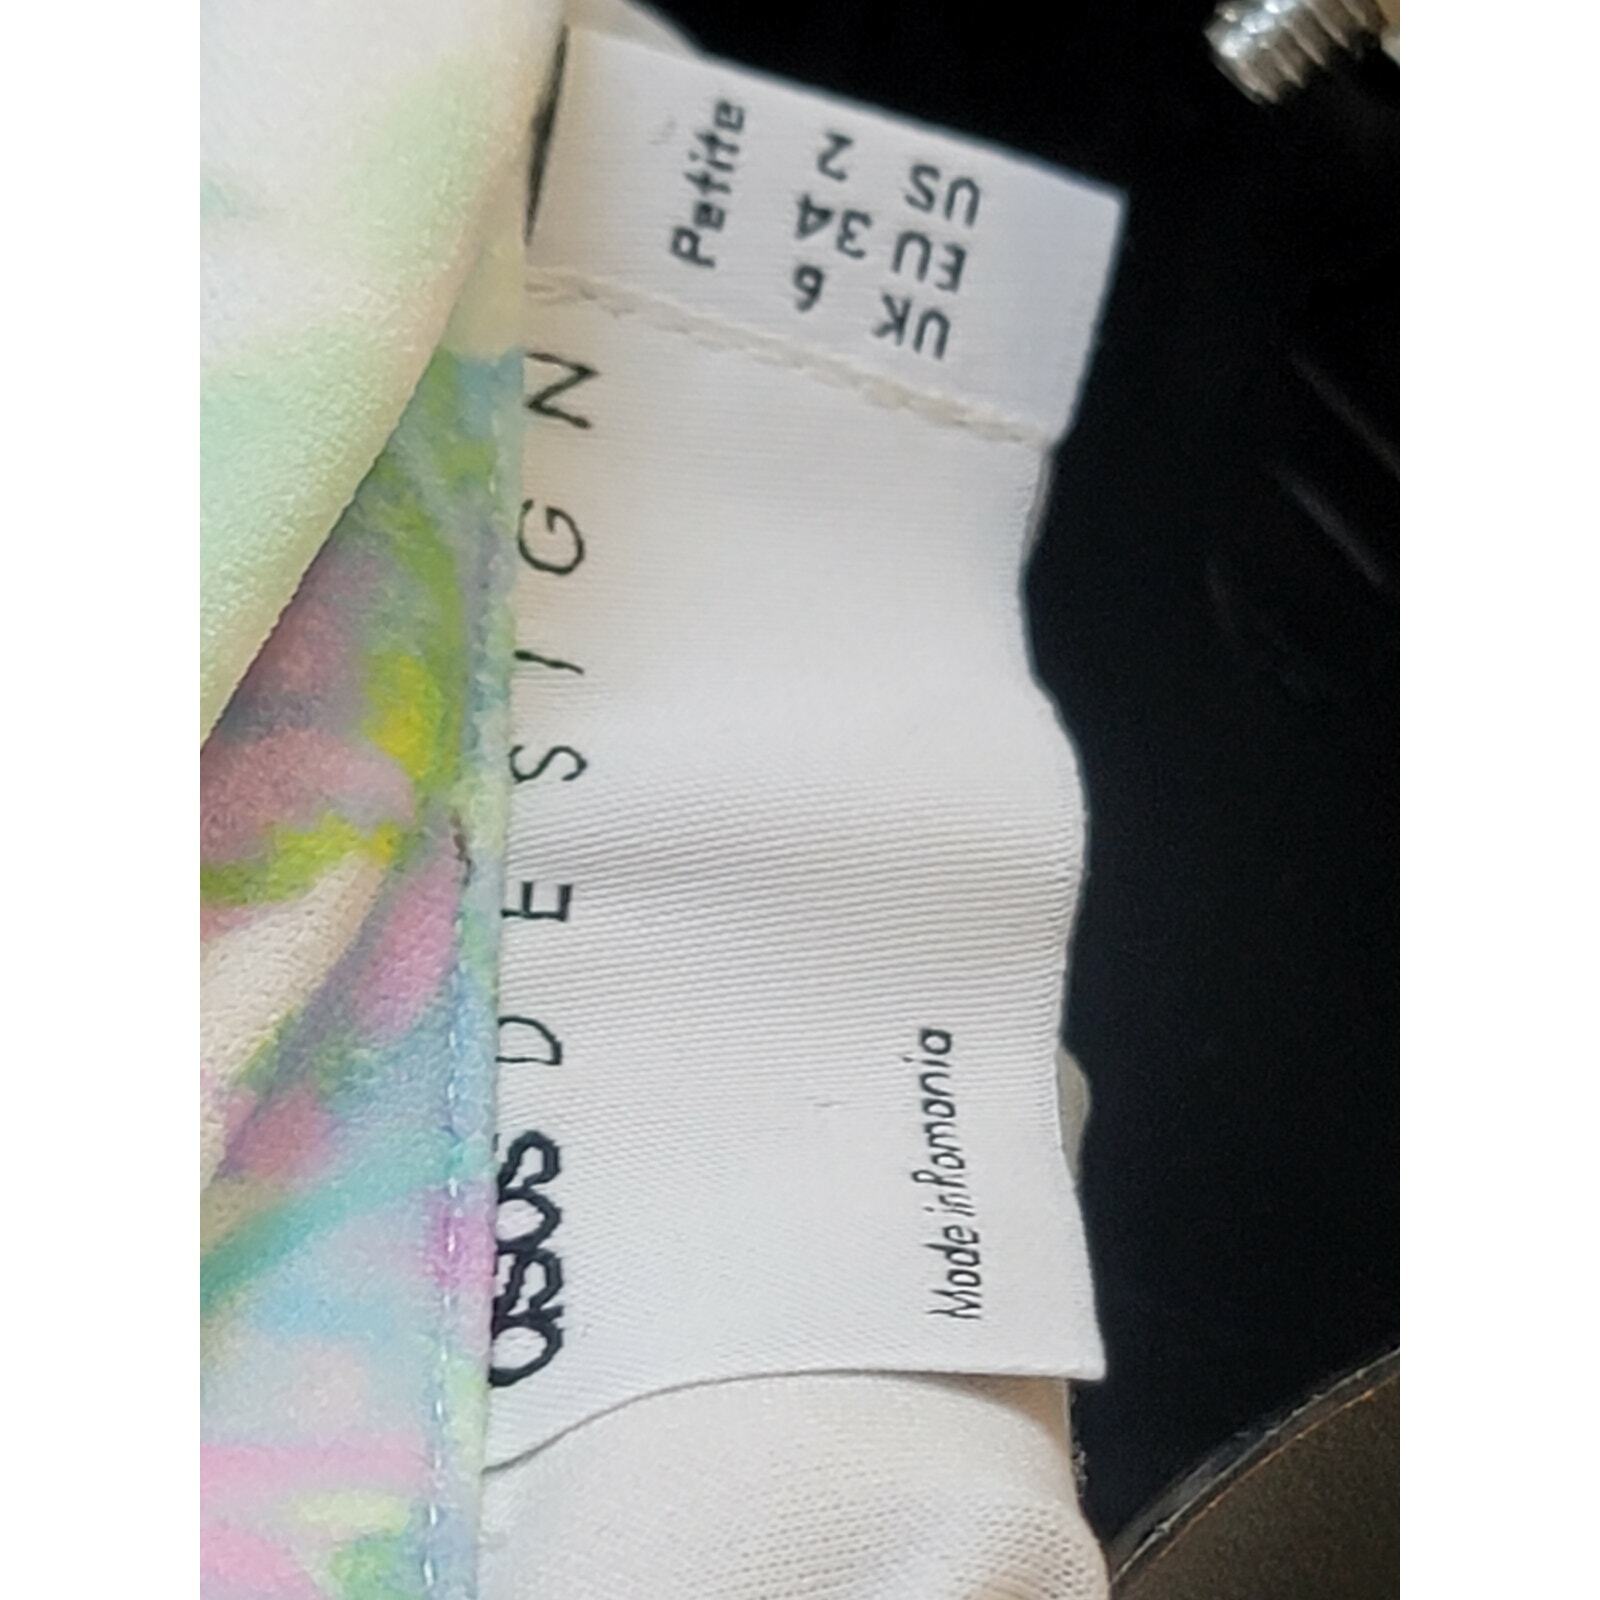 asos DESIGN
Made in Romania
UK 6
EU 34
US 2
Petite